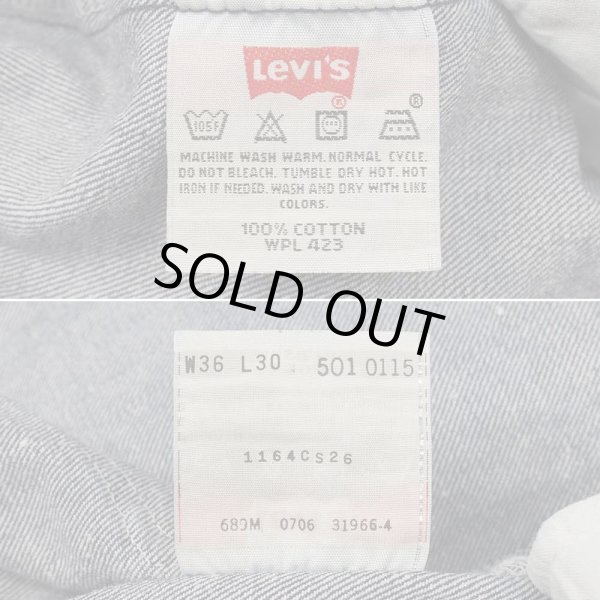 Levi's
®
105F
®
MACHINE WASH WARM. NORMAL CYCLE.
DO NOT BLEACH. TUMBLE DRY HOT. HOT
IRON IF NEEDED. WASH AND DRY WITH LIKE
COLORS.
100% COTTON
WPL 423
SOLD OUT
W36 L30 501 0115
1164CS26
689M 0706 31966-4